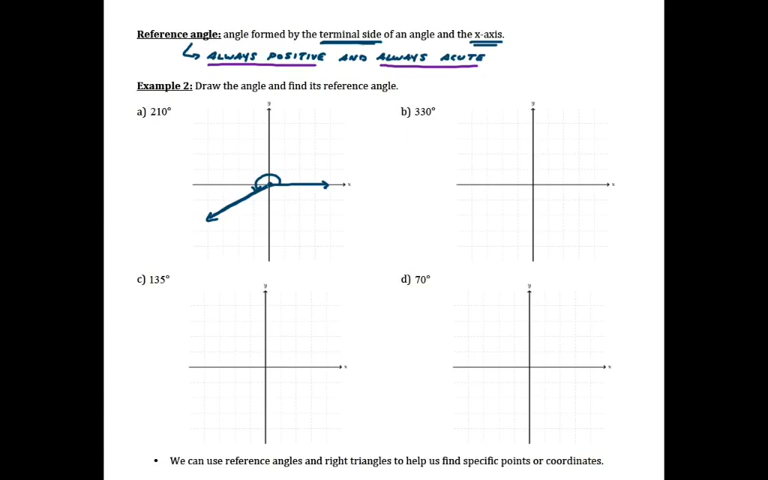 Reference angle: angle formed by the terminal side of an angle and the x-axis.
↳ ALWAYS POSITIVE AND ALWAYS ACUTE
Example 2: Draw the angle and find its reference angle.
a) 210°
b) 330°
y
x
y
x
c) 135°
d) 70°
y
x
y
x
• We can use reference angles and right triangles to help us find specific points or coordinates.